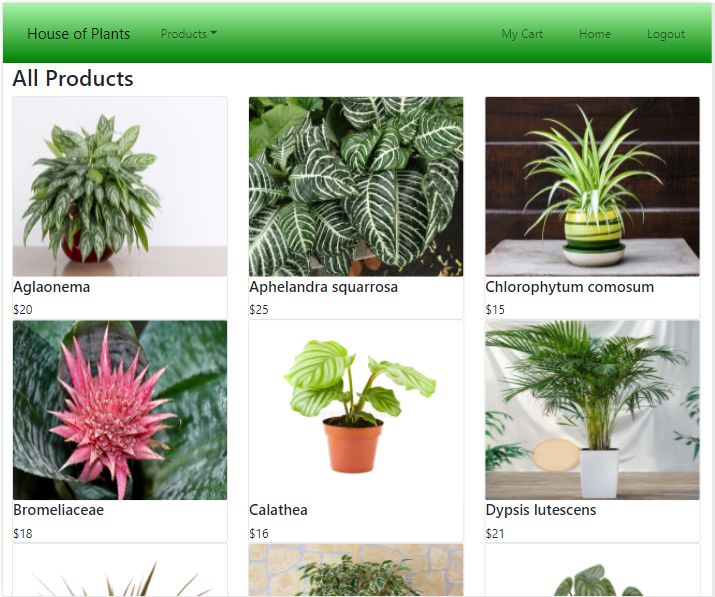 House of Plants Products My Cart Home Logout
All Products
Aglaonema Aphelandra squarrosa Chlorophytum comosum
$20 $25 $15
Bromeliaceae Calathea Dypsis lutescens
$18 $16 $21